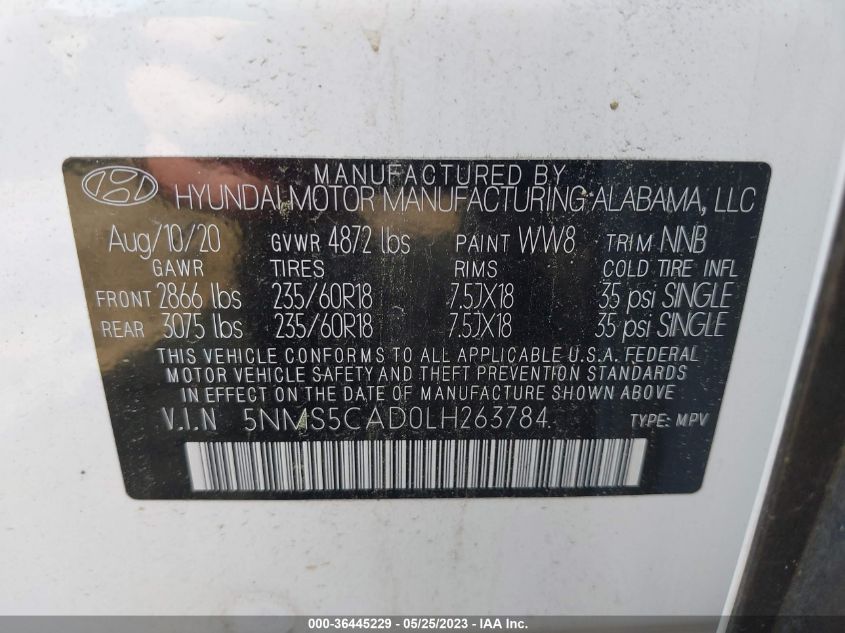 MANUFACTURED BY
HYUNDAI MOTOR MANUFACTURING ALABAMA, LLC
Aug/10/20 GVWR 4872 lbs PAINT WW8 TRIM NNB
GAWR TIRES RIMS COLD TIRE INFL
FRONT 2866 lbs 235/60R18 7.5JX18 35 psi SINGLE
REAR 3075 lbs 235/60R18 7.5JX18 35 psi SINGLE
THIS VEHICLE CONFORMS TO ALL APPLICABLE U.S.A. FEDERAL
MOTOR VEHICLE SAFETY AND THEFT PREVENTION STANDARDS
IN EFFECT ON THE DATE OF MANUFACTURE SHOWN ABOVE
V.I.N 5NMS5CAD0LH263784 TYPE: MPV
000-36445229 - 05/25/2023 - IAA Inc.